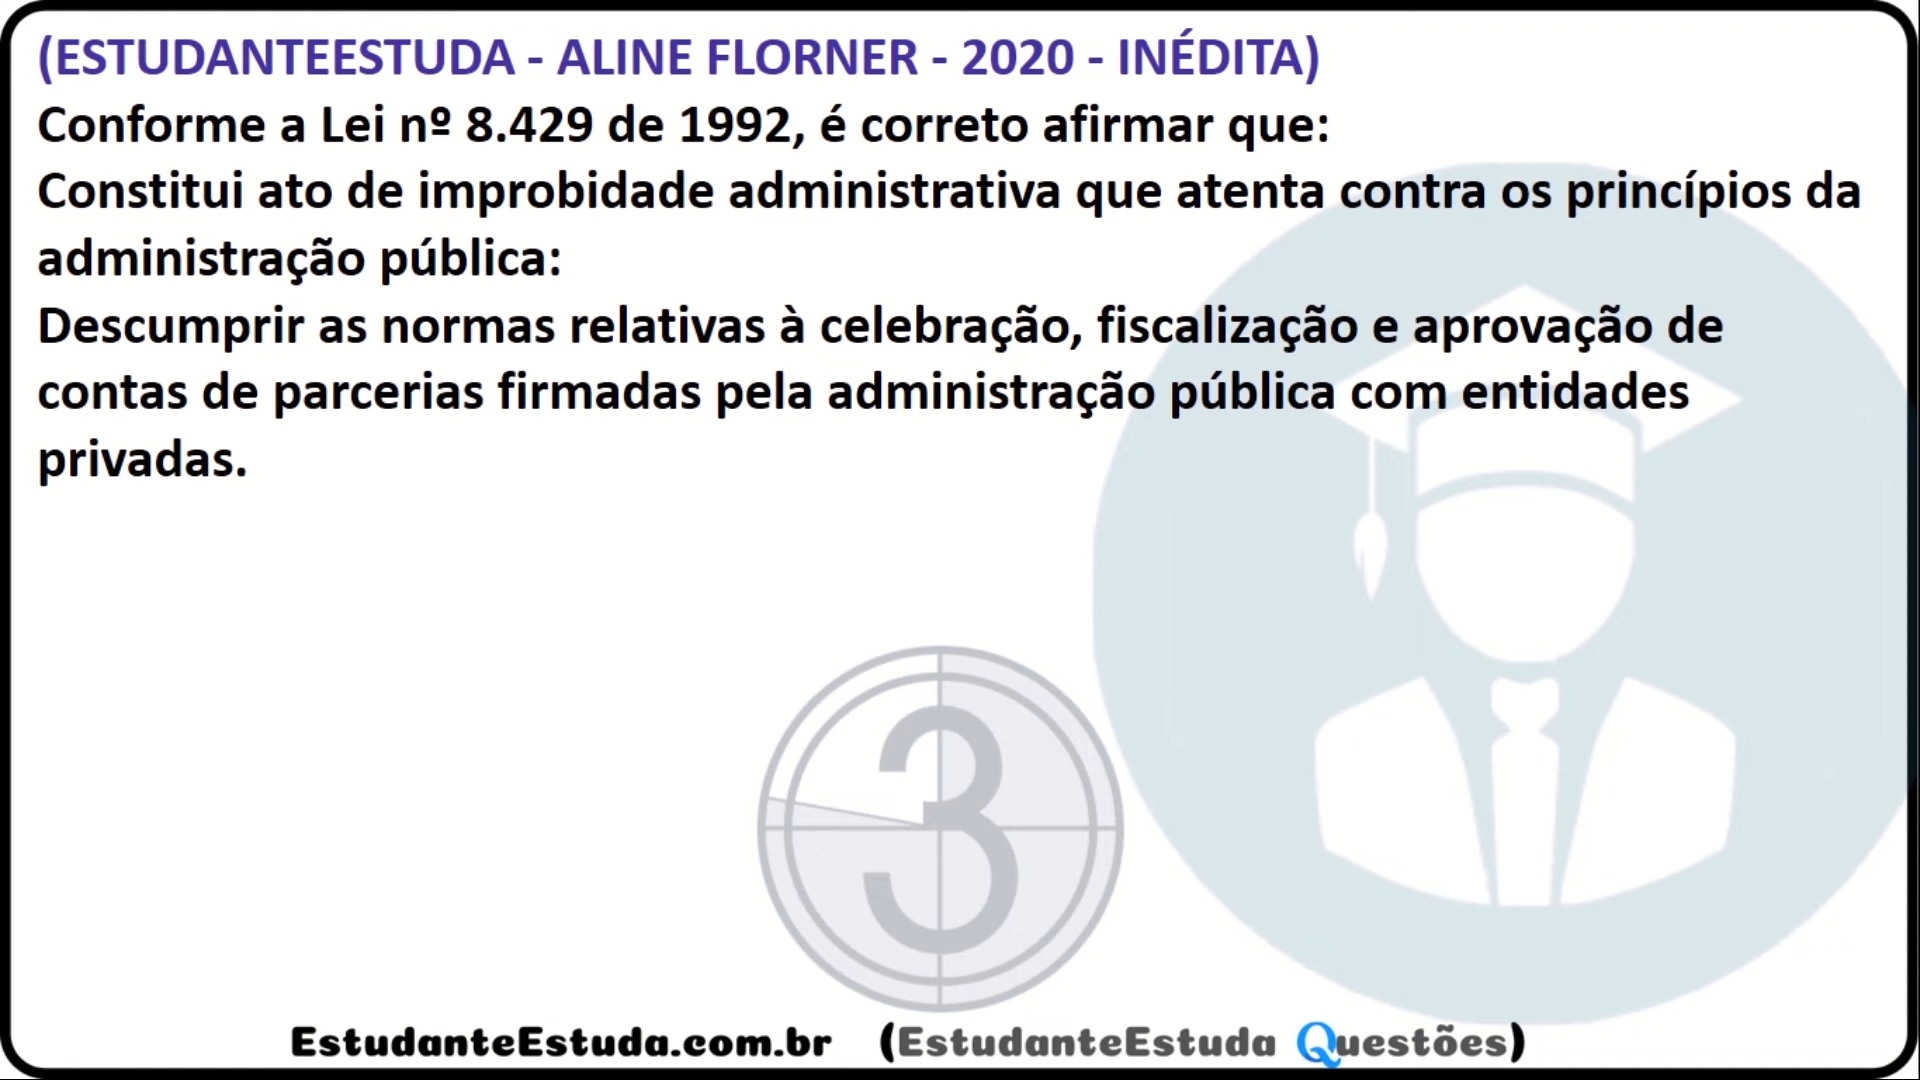 (ESTUDANTEESTUDA - ALINE FLORNER - 2020 - INÉDITA)
Conforme a Lei nº 8.429 de 1992, é correto afirmar que:
Constitui ato de improbidade administrativa que atenta contra os princípios da
administração pública:
Descumprir as normas relativas à celebração, fiscalização e aprovação de
contas de parcerias firmadas pela administração pública com entidades
privadas.
3
EstudanteEstuda.com.br (EstudanteEstuda Questões)